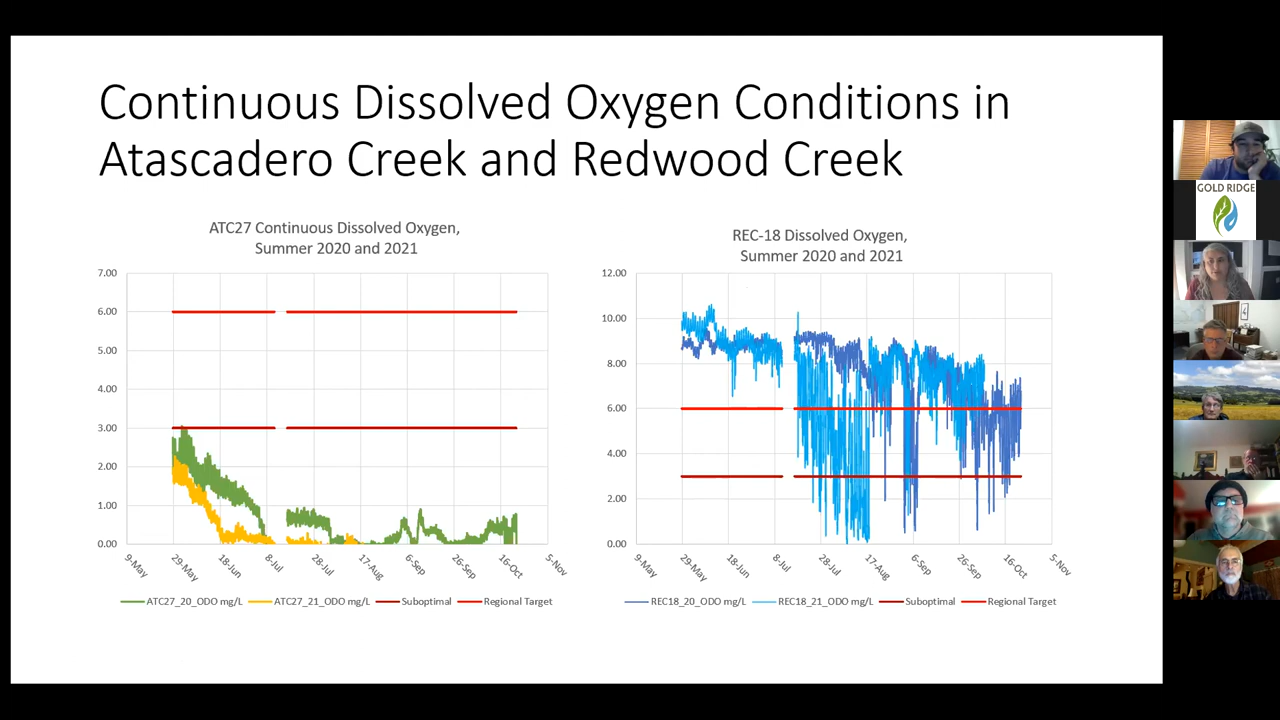 Continuous Dissolved Oxygen Conditions in
Atascadero Creek and Redwood Creek
ATC27 Continuous Dissolved Oxygen,
Summer 2020 and 2021
7.00
6.00
5.00
4.00
3.00
2.00
1.00
0.00
9-May
29-May
18-Jun
8-Jul
28-Jul
17-Aug
6-Sep
26-Sep
16-Oct
5-Nov
ATC27_20_ODO mg/L
ATC27_21_ODO mg/L
Suboptimal
Regional Target
REC-18 Dissolved Oxygen,
Summer 2020 and 2021
12.00
10.00
8.00
6.00
4.00
2.00
0.00
9-May
29-May
18-Jun
8-Jul
28-Jul
17-Aug
6-Sep
26-Sep
16-Oct
5-Nov
REC18_20_ODO mg/L
REC18_21_ODO mg/L
Suboptimal
Regional Target
GOLD RIDGE